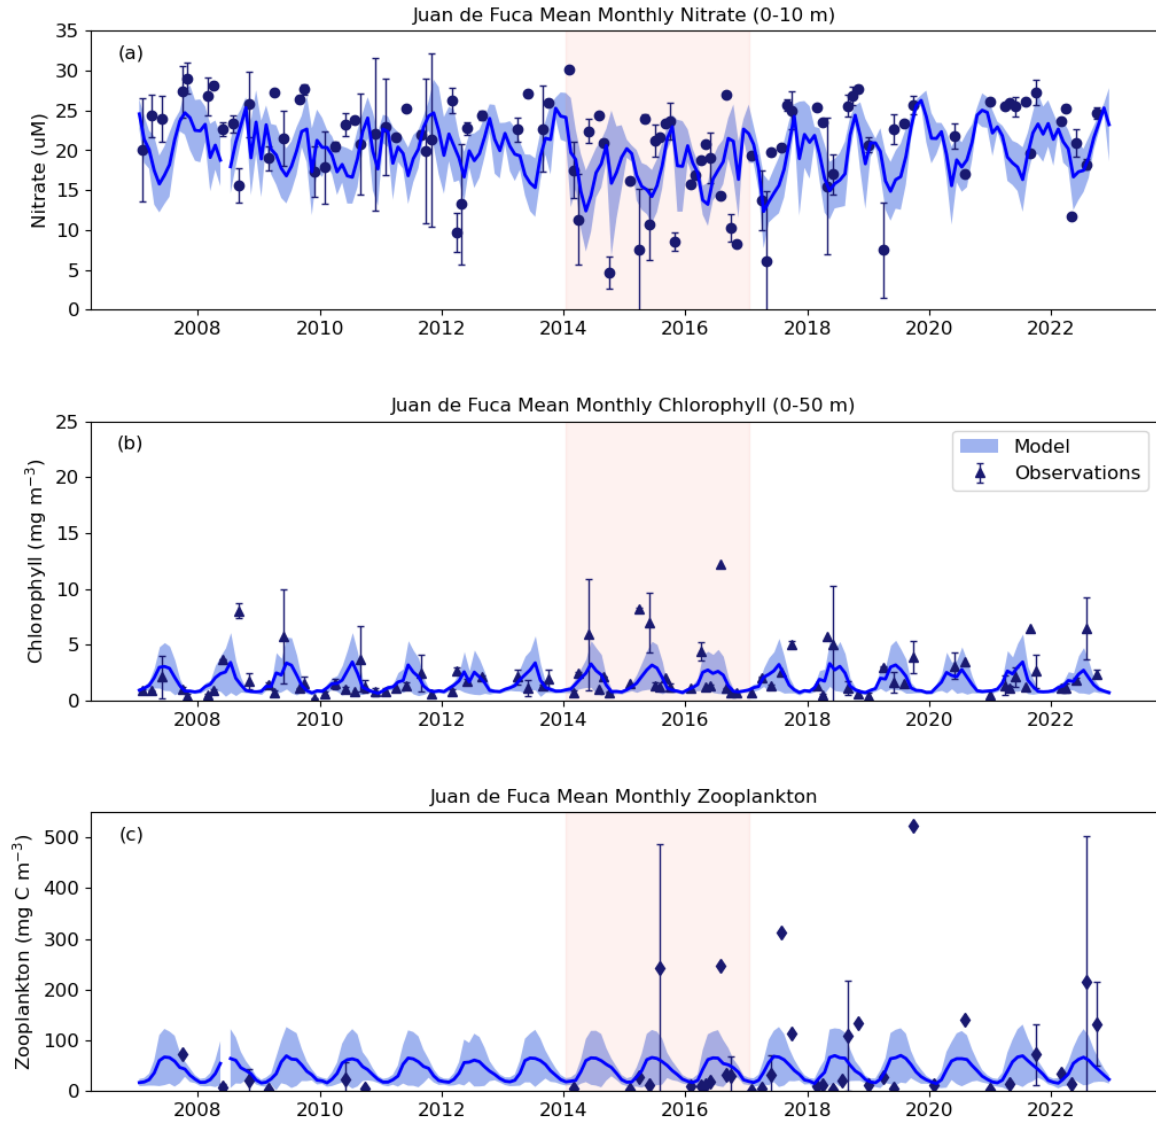 Juan de Fuca Mean Monthly Nitrate (0-10 m)
(a)
Nitrate (uM)
35
30
25
20
15
10
5
0
2008 2010 2012 2014 2016 2018 2020 2022
Juan de Fuca Mean Monthly Chlorophyll (0-50 m)
(b)
Chlorophyll (mg m⁻³)
25
20
15
10
5
0
Model
Observations
2008 2010 2012 2014 2016 2018 2020 2022
Juan de Fuca Mean Monthly Zooplankton
(c)
Zooplankton (mg C m⁻³)
500
400
300
200
100
0
2008 2010 2012 2014 2016 2018 2020 2022